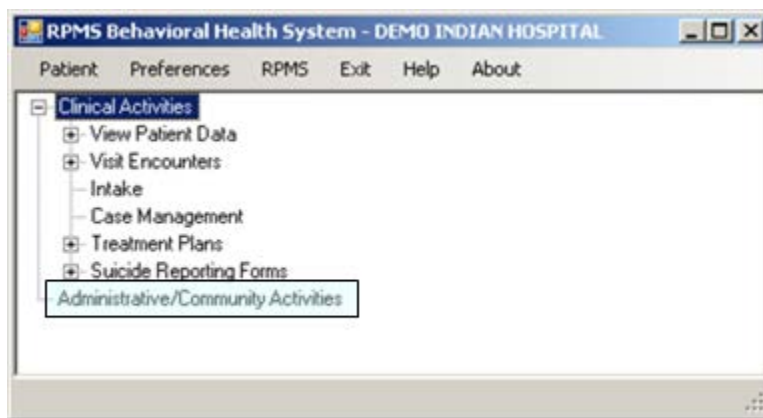 RPMS Behavioral Health System - DEMO INDIAN HOSPITAL
Patient Preferences RPMS Exit Help About
Clinical Activities
View Patient Data
Visit Encounters
Intake
Case Management
Treatment Plans
Suicide Reporting Forms
Administrative/Community Activities